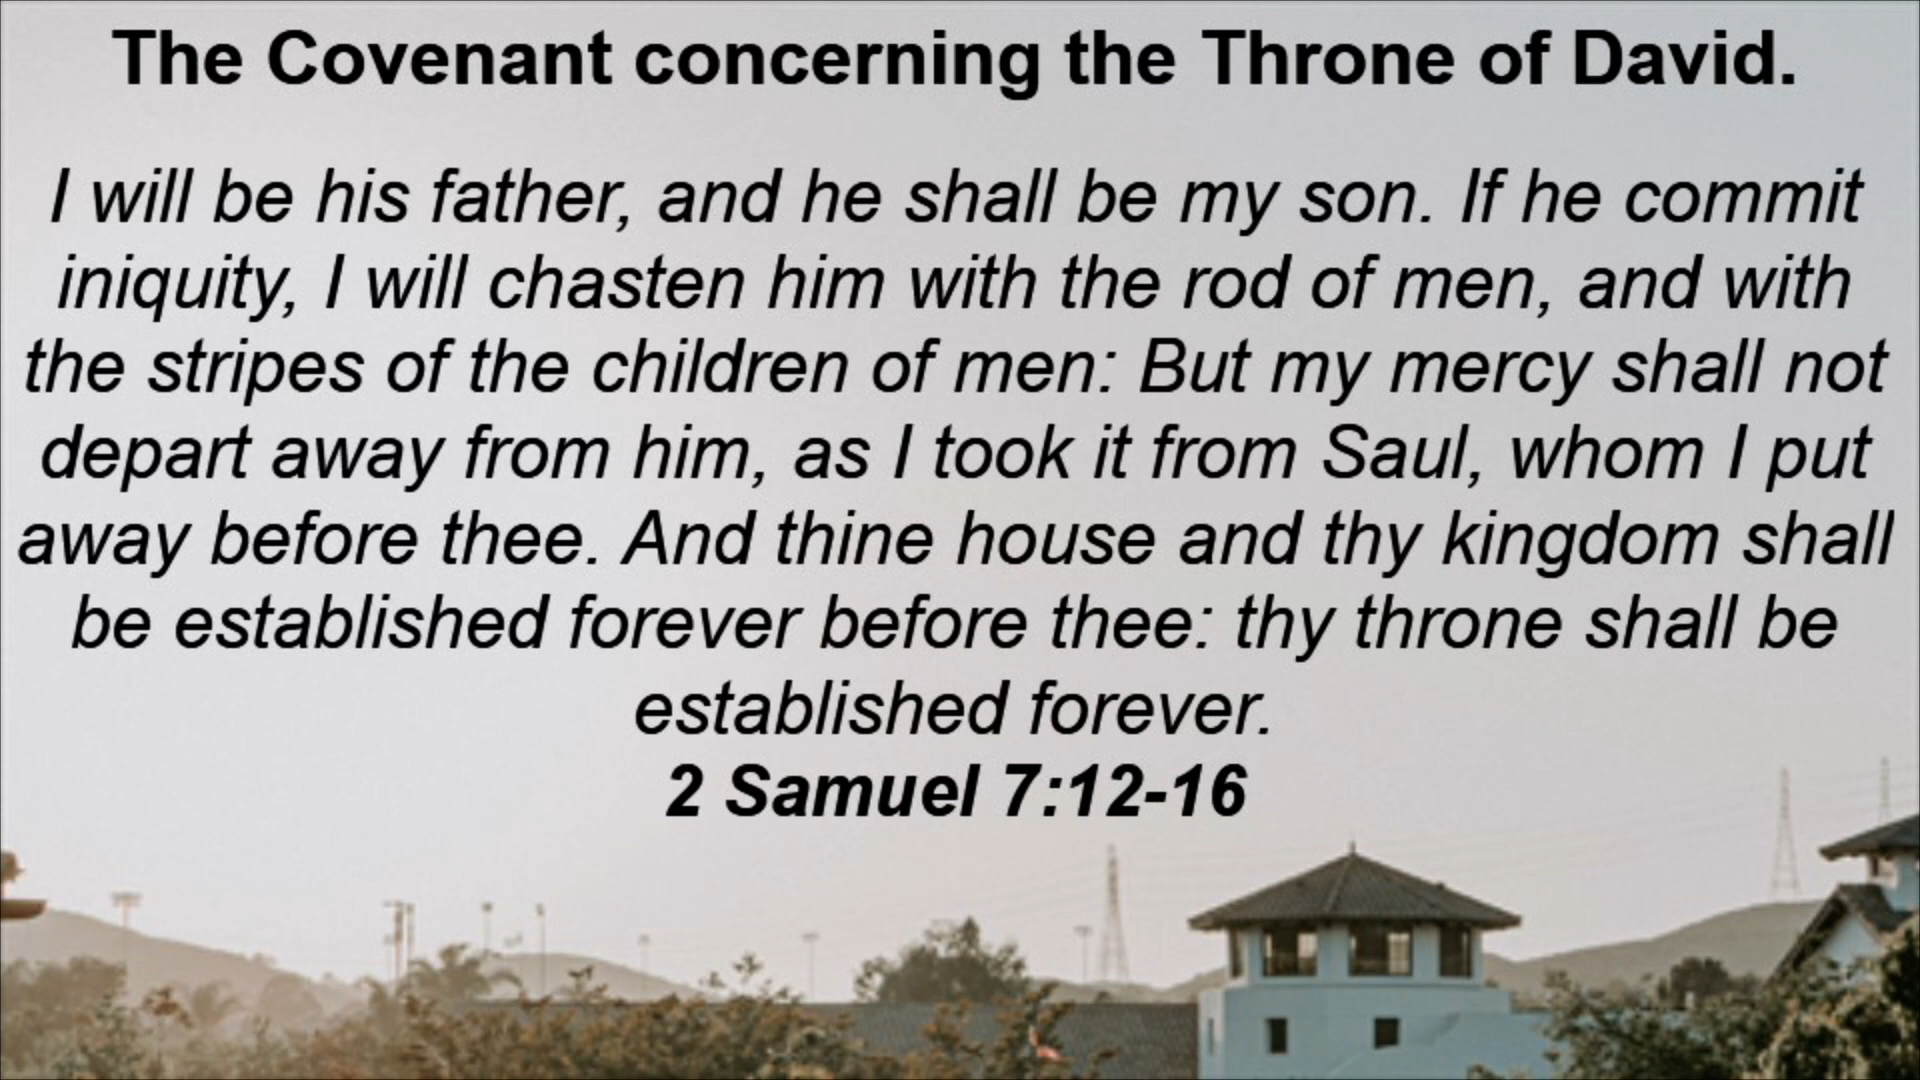 The Covenant concerning the Throne of David.
I will be his father, and he shall be my son. If he commit
iniquity, I will chasten him with the rod of men, and with
the stripes of the children of men: But my mercy shall not
depart away from him, as I took it from Saul, whom I put
away before thee. And thine house and thy kingdom shall
be established forever before thee: thy throne shall be
established forever.
2 Samuel 7:12-16